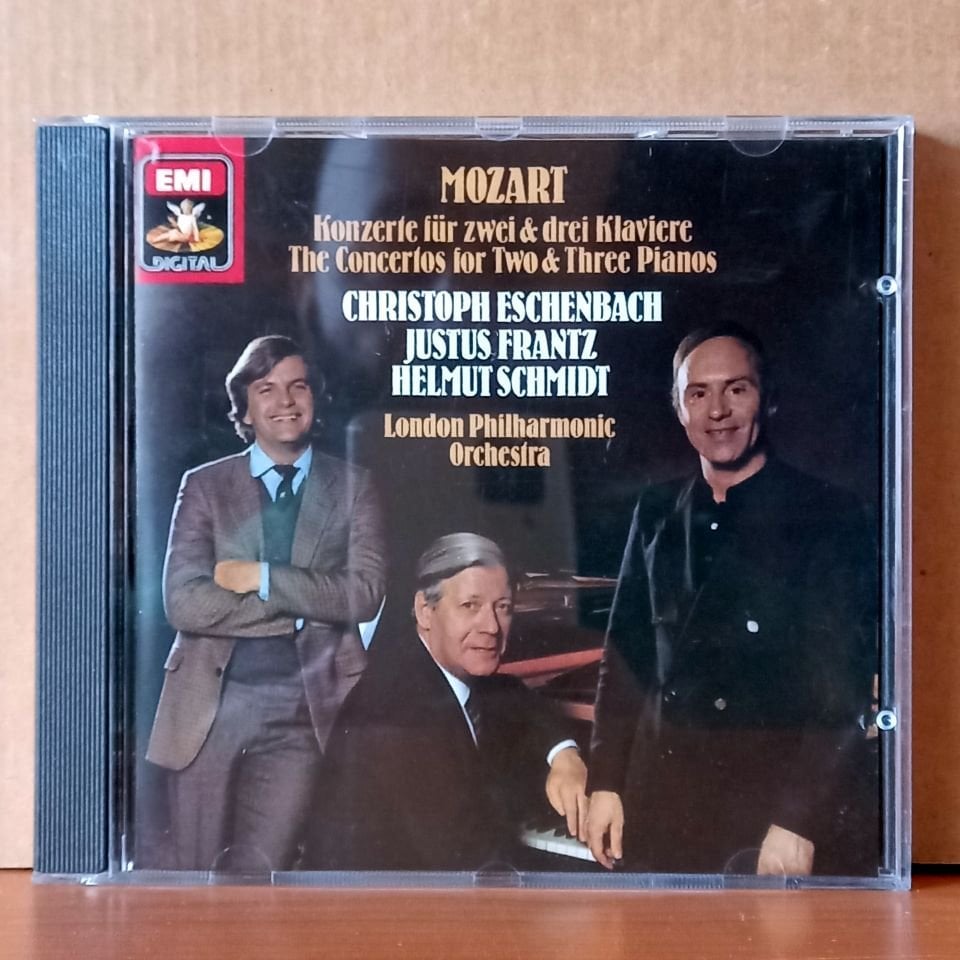 EMI
DIGITAL
MOZART
Konzerte für zwei & drei Klaviere
The Concertos for Two & Three Pianos
CHRISTOPH ESCHENBACH
JUSTUS FRANTZ
HELMUT SCHMIDT
London Philharmonic
Orchestra